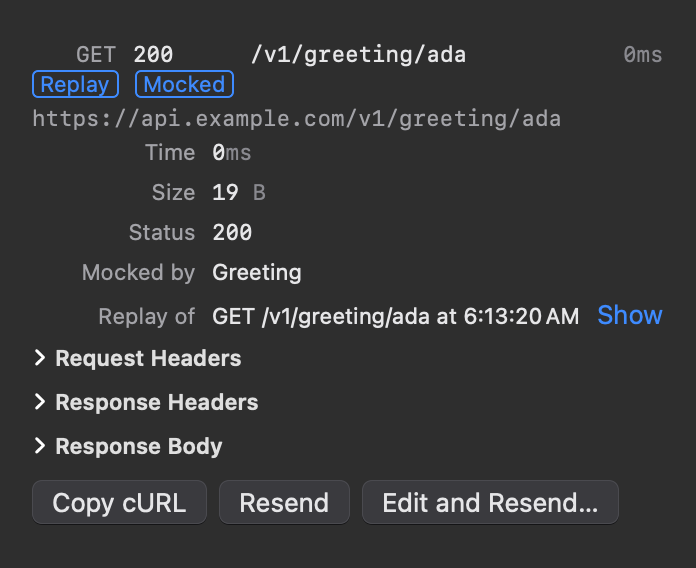 GET 200 /v1/greeting/ada 0ms
Replay Mocked
https://api.example.com/v1/greeting/ada
Time 0ms
Size 19 B
Status 200
Mocked by Greeting
Replay of GET /v1/greeting/ada at 6:13:20 AM Show
Request Headers
Response Headers
Response Body
Copy cURL Resend Edit and Resend...